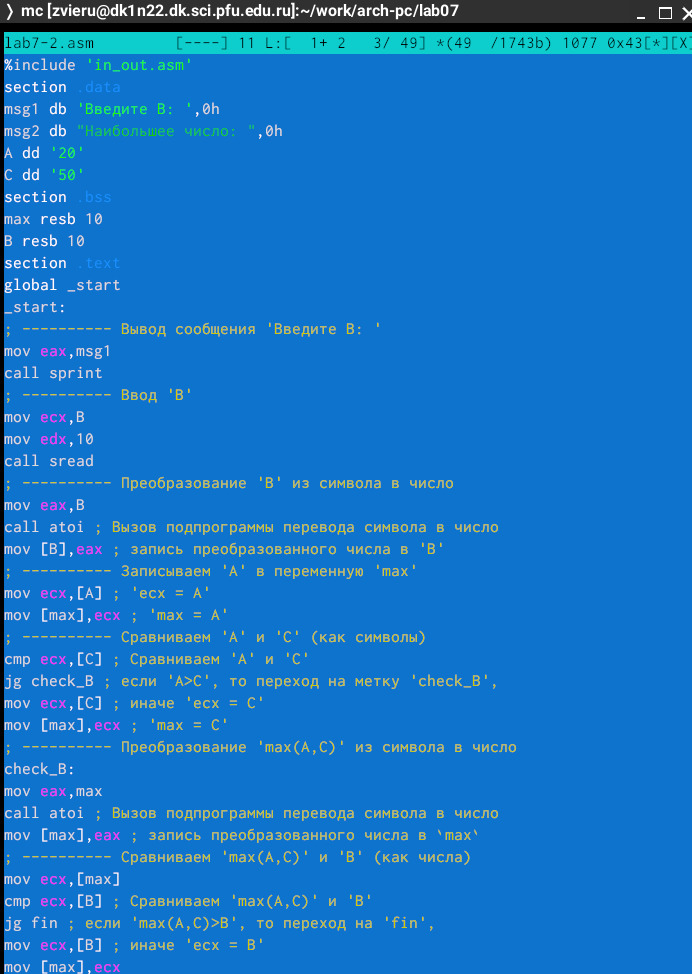 ) mc [zvieru@dk1n22.dk.sci.pfu.edu.ru]:~/work/arch-pc/lab07
lab7-2.asm [----] 11 L:[ 1+ 2 3/ 49] *(49 /1743b) 1077 0x43[*][X]
%include 'in_out.asm'
section .data
msg1 db 'Введите B: ',0h
msg2 db "Наибольшее число: ",0h
A dd '20'
C dd '50'
section .bss
max resb 10
B resb 10
section .text
global _start
_start:
; ---------- Вывод сообщения 'Введите B: '
mov eax,msg1
call sprint
; ---------- Ввод 'B'
mov ecx,B
mov edx,10
call sread
; ---------- Преобразование 'B' из символа в число
mov eax,B
call atoi ; Вызов подпрограммы перевода символа в число
mov [B],eax ; запись преобразованного числа в 'B'
; ---------- Записываем 'A' в переменную 'max'
mov ecx,[A] ; 'ecx = A'
mov [max],ecx ; 'max = A'
; ---------- Сравниваем 'A' и 'С' (как символы)
cmp ecx,[C] ; Сравниваем 'A' и 'С'
jg check_B ; если 'A>C', то переход на метку 'check_B',
mov ecx,[C] ; иначе 'ecx = C'
mov [max],ecx ; 'max = C'
; ---------- Преобразование 'max(A,C)' из символа в число
check_B:
mov eax,max
call atoi ; Вызов подпрограммы перевода символа в число
mov [max],eax ; запись преобразованного числа в `max`
; ---------- Сравниваем 'max(A,C)' и 'B' (как числа)
mov ecx,[max]
cmp ecx,[B] ; Сравниваем 'max(A,C)' и 'B'
jg fin ; если 'max(A,C)>B', то переход на 'fin',
mov ecx,[B] ; иначе 'ecx = B'
mov [max],ecx